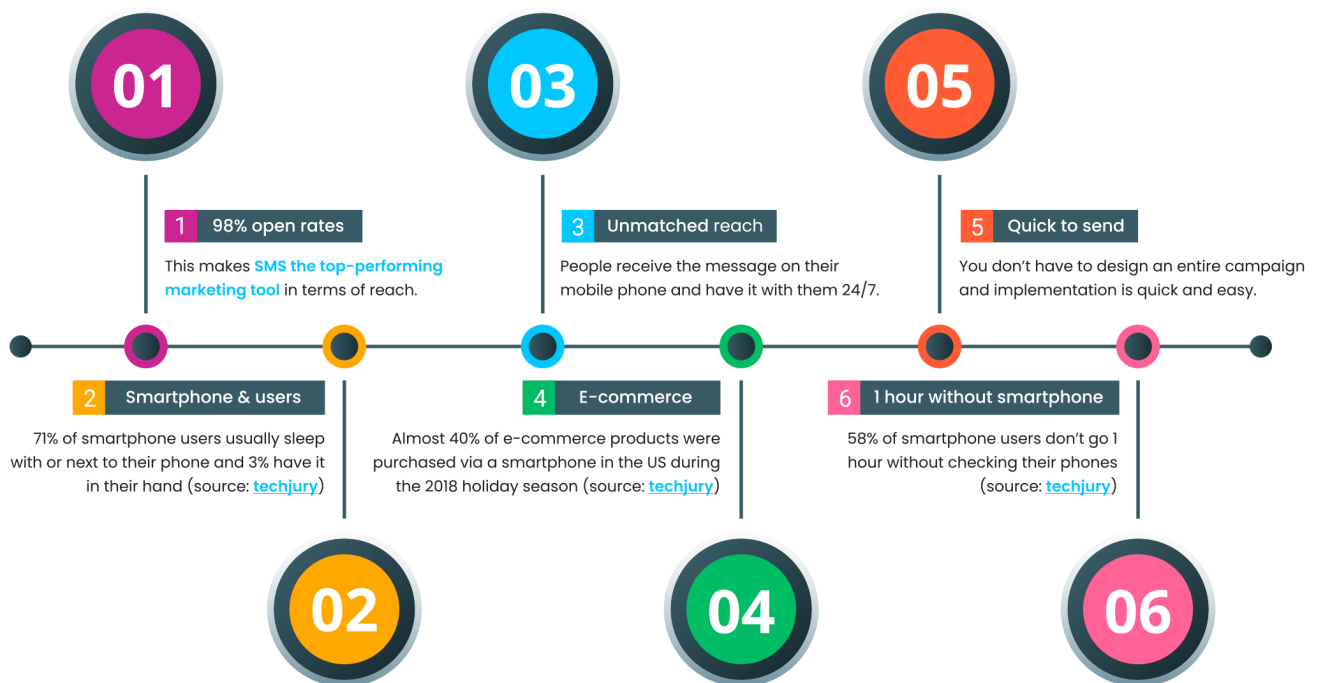 01
1 98% open rates
This makes SMS the top-performing
marketing tool in terms of reach.
2 Smartphone & users
71% of smartphone users usually sleep
with or next to their phone and 3% have it
in their hand (source: techjury)
02
03
3 Unmatched reach
People receive the message on their
mobile phone and have it with them 24/7.
4 E-commerce
Almost 40% of e-commerce products were
purchased via a smartphone in the US during
the 2018 holiday season (source: techjury)
04
05
5 Quick to send
You don’t have to design an entire campaign
and implementation is quick and easy.
6 1 hour without smartphone
58% of smartphone users don’t go 1
hour without checking their phones
(source: techjury)
06